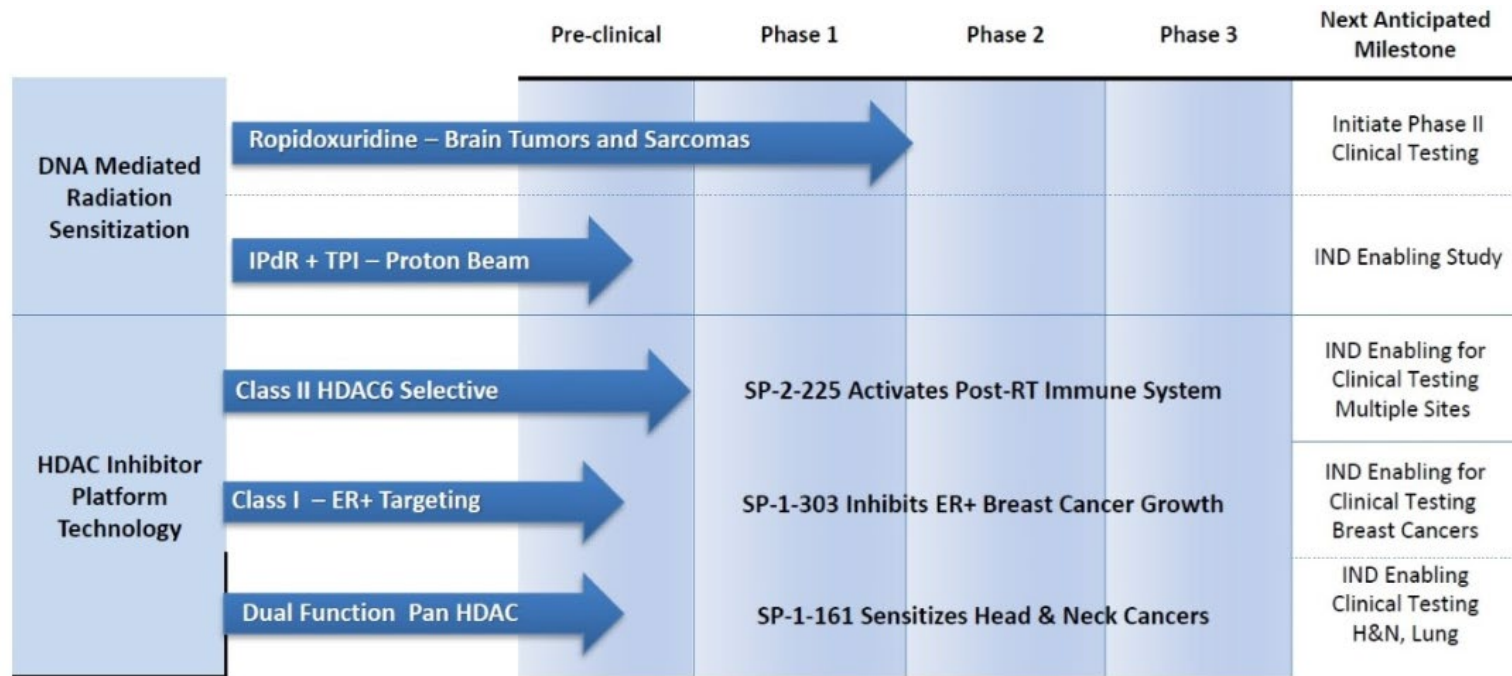 Pre-clinical
Phase 1
Phase 2
Phase 3
Next Anticipated
Milestone
DNA Mediated
Radiation
Sensitization
Ropidoxuridine – Brain Tumors and Sarcomas
Initiate Phase II
Clinical Testing
IPdR + TPI – Proton Beam
IND Enabling Study
HDAC Inhibitor
Platform
Technology
Class II HDAC6 Selective
SP-2-225 Activates Post-RT Immune System
IND Enabling for
Clinical Testing
Multiple Sites
Class I – ER+ Targeting
SP-1-303 Inhibits ER+ Breast Cancer Growth
IND Enabling for
Clinical Testing
Breast Cancers
Dual Function Pan HDAC
SP-1-161 Sensitizes Head & Neck Cancers
IND Enabling
Clinical Testing
H&N, Lung